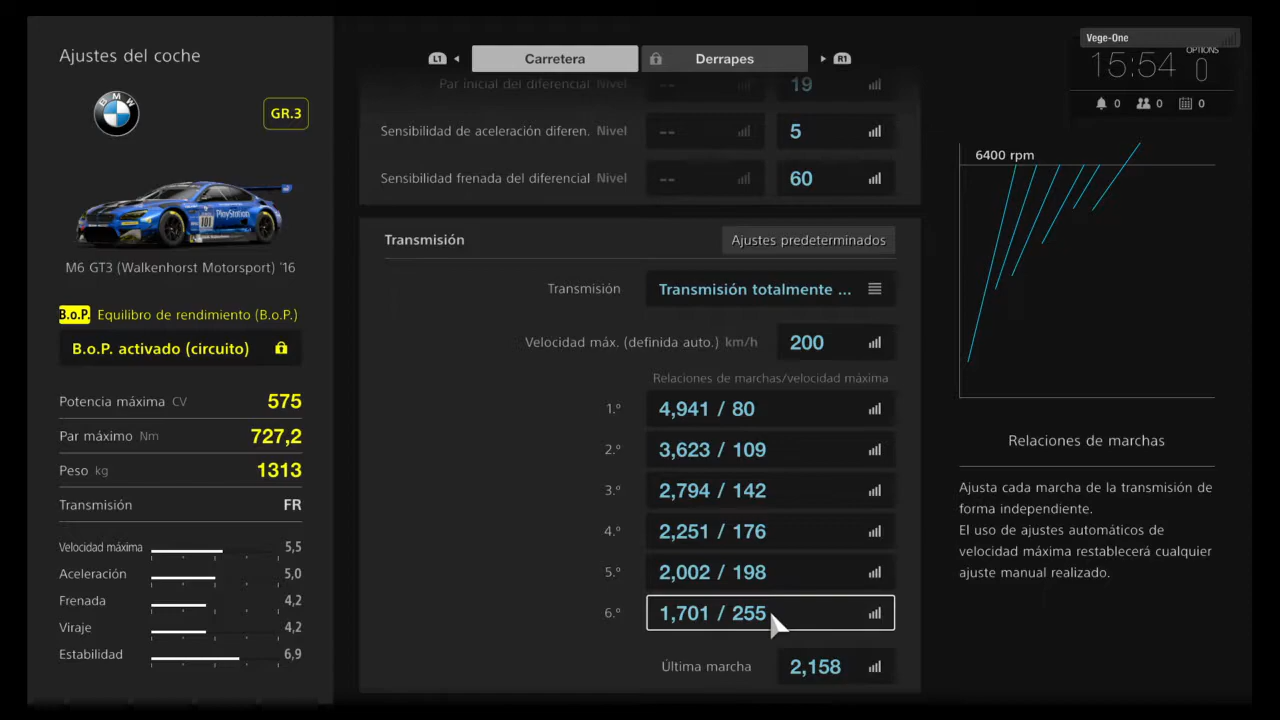 Ajustes del coche
BMW
GR.3
PlayStation
101
M6 GT3 (Walkenhorst Motorsport) '16
B.o.P. Equilibro de rendimiento (B.o.P.)
B.o.P. activado (circuito)
Potencia máxima CV 575
Par máximo Nm 727,2
Peso kg 1313
Transmisión FR
Velocidad máxima 5,5
Aceleración 5,0
Frenada 4,2
Viraje 4,2
Estabilidad 6,9
L1 Carretera Derrapes R1
Par inicial del diferencial Nivel -- 19
Sensibilidad de aceleración diferen. Nivel -- 5
Sensibilidad frenada del diferencial Nivel -- 60
Transmisión Ajustes predeterminados
Transmisión Transmisión totalmente ...
Velocidad máx. (definida auto.) km/h 200
Relaciones de marchas/velocidad máxima
1.º 4,941 / 80
2.º 3,623 / 109
3.º 2,794 / 142
4.º 2,251 / 176
5.º 2,002 / 198
6.º 1,701 / 255
Última marcha 2,158
Vege-One
15:54 OPTIONS
0 0 0
6400 rpm
Relaciones de marchas
Ajusta cada marcha de la transmisión de
forma independiente.
El uso de ajustes automáticos de
velocidad máxima restablecerá cualquier
ajuste manual realizado.